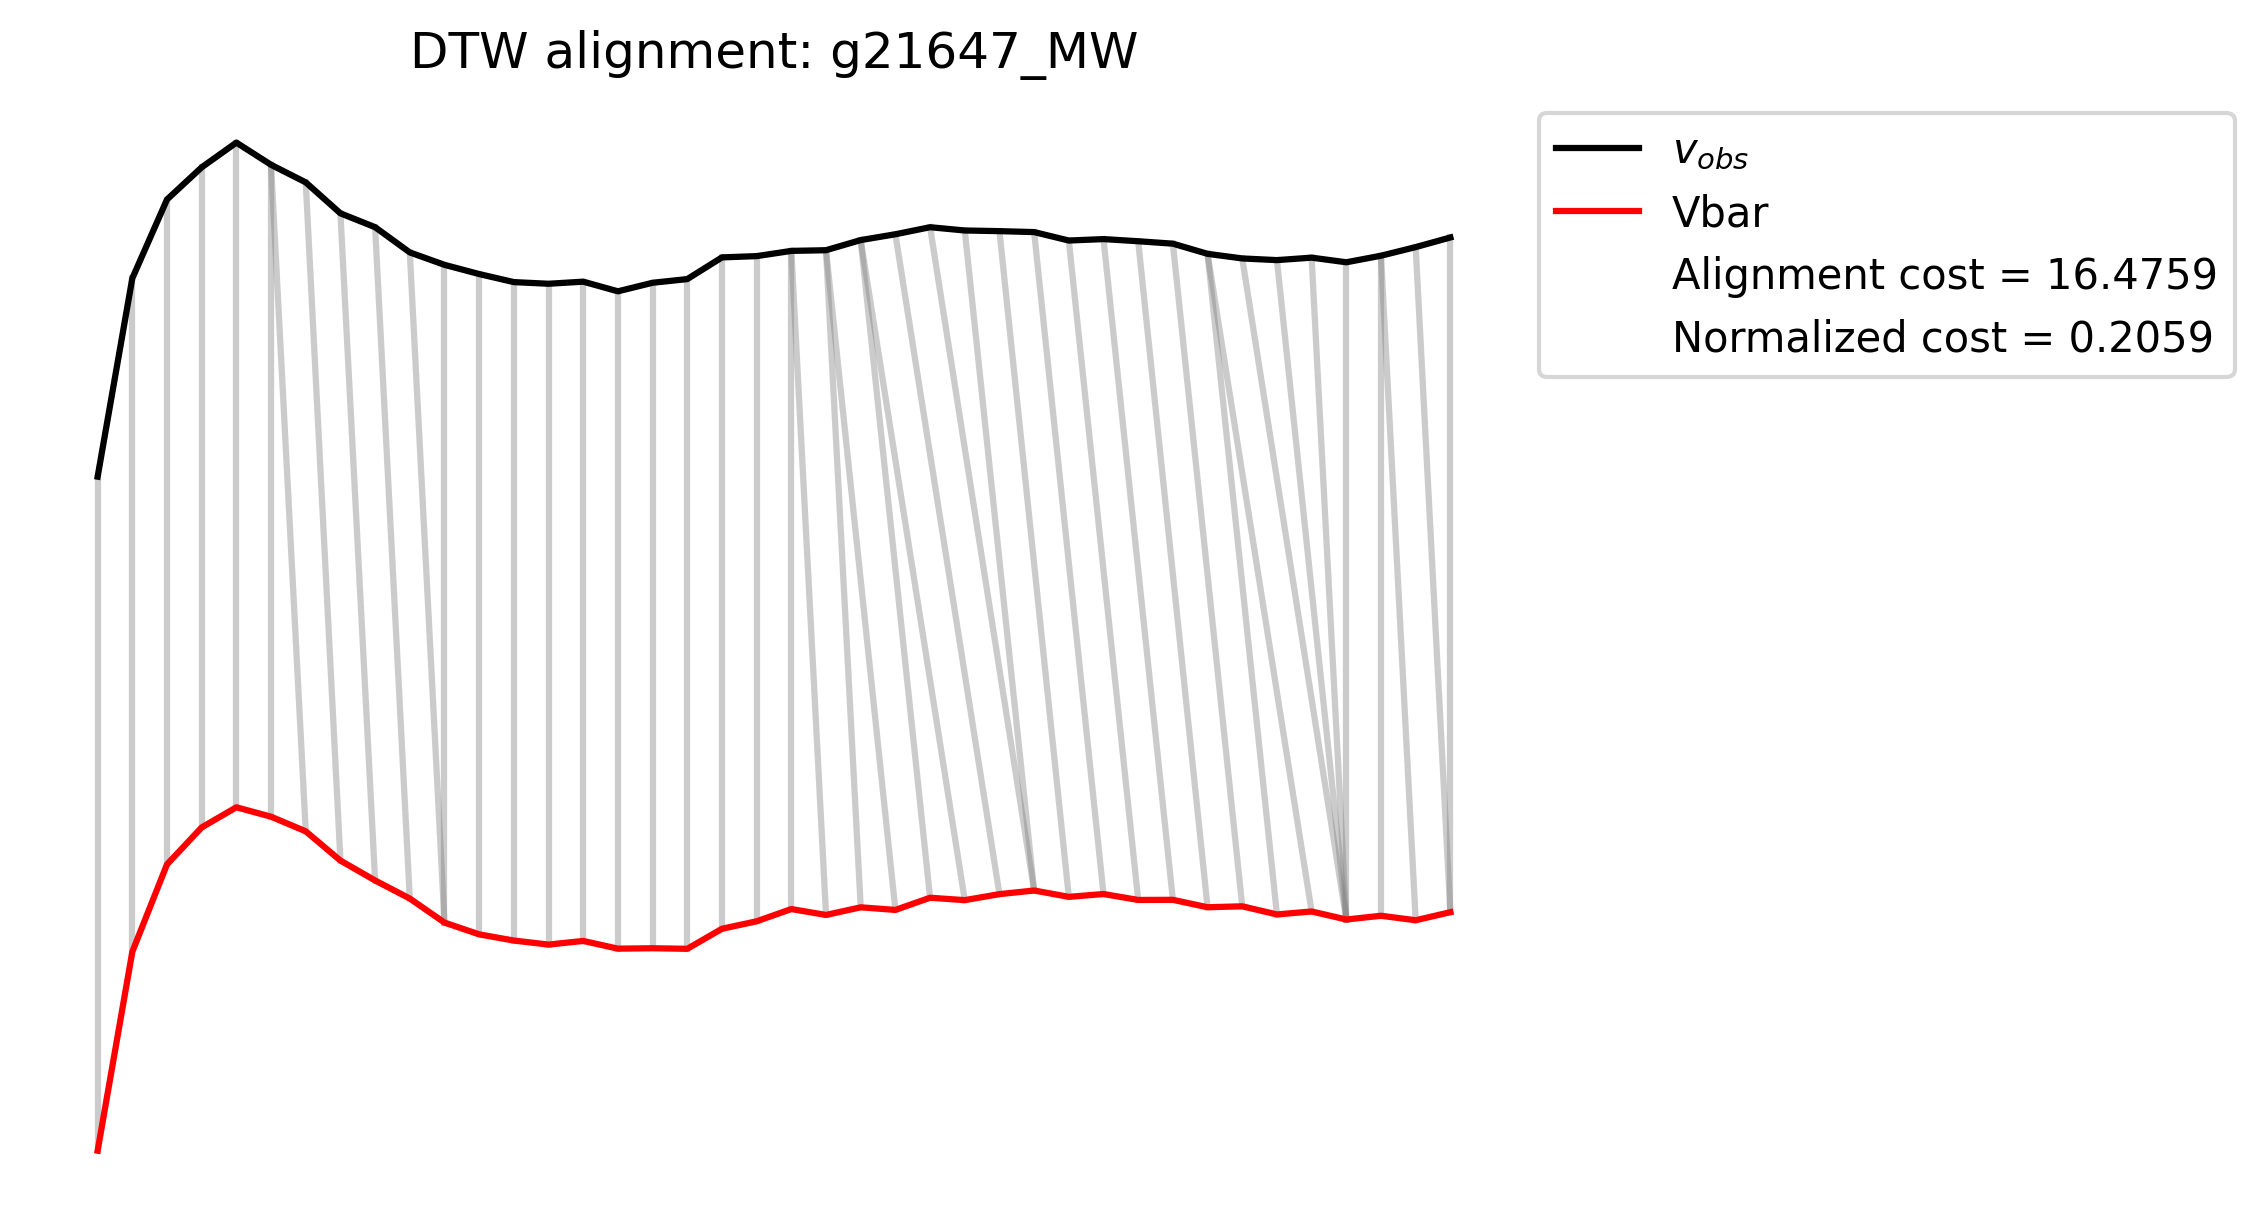 DTW alignment: g21647_MW
v_obs
Vbar
Alignment cost = 16.4759
Normalized cost = 0.2059